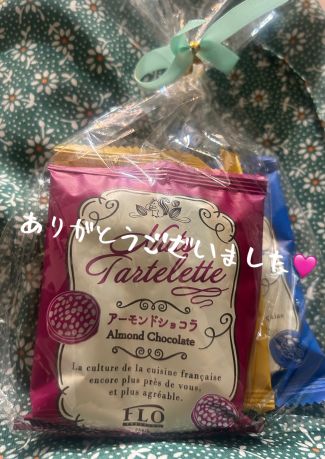 ありがとうございました🩷
Tartelette
アーモンドショコラ
Almond Chocolate
La culture de la cuisine française
encore plus près de vous,
et plus agréable.
FLO